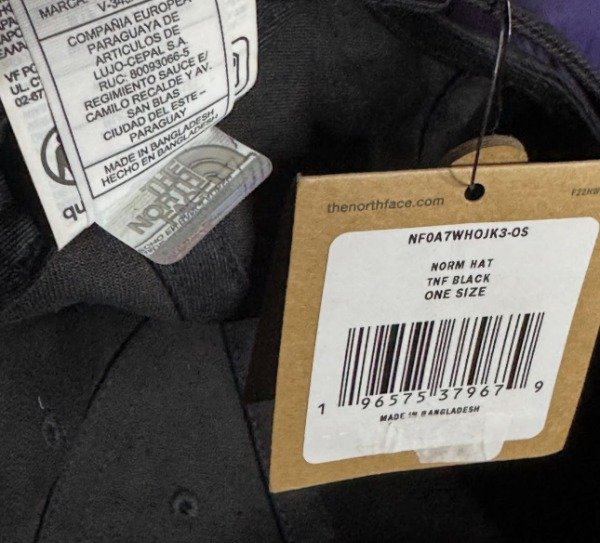 MARCA
COMPAÑIA EUROPEA
PARAGUAYA DE
ARTICULOS DE
LUJO-CEPAL S.A.
RUC: 80093066-5
REGIMIENTO SAUCE E/
CAMILO RECALDE Y AV.
SAN BLAS
CIUDAD DEL ESTE –
PARAGUAY
MADE IN BANGLADESH
HECHO EN BANGLADESH
THE
NORTH
thenorthface.com
NF0A7WHOJK3-OS
NORM HAT
TNF BLACK
ONE SIZE
1 96575 37967 9
MADE IN BANGLADESH